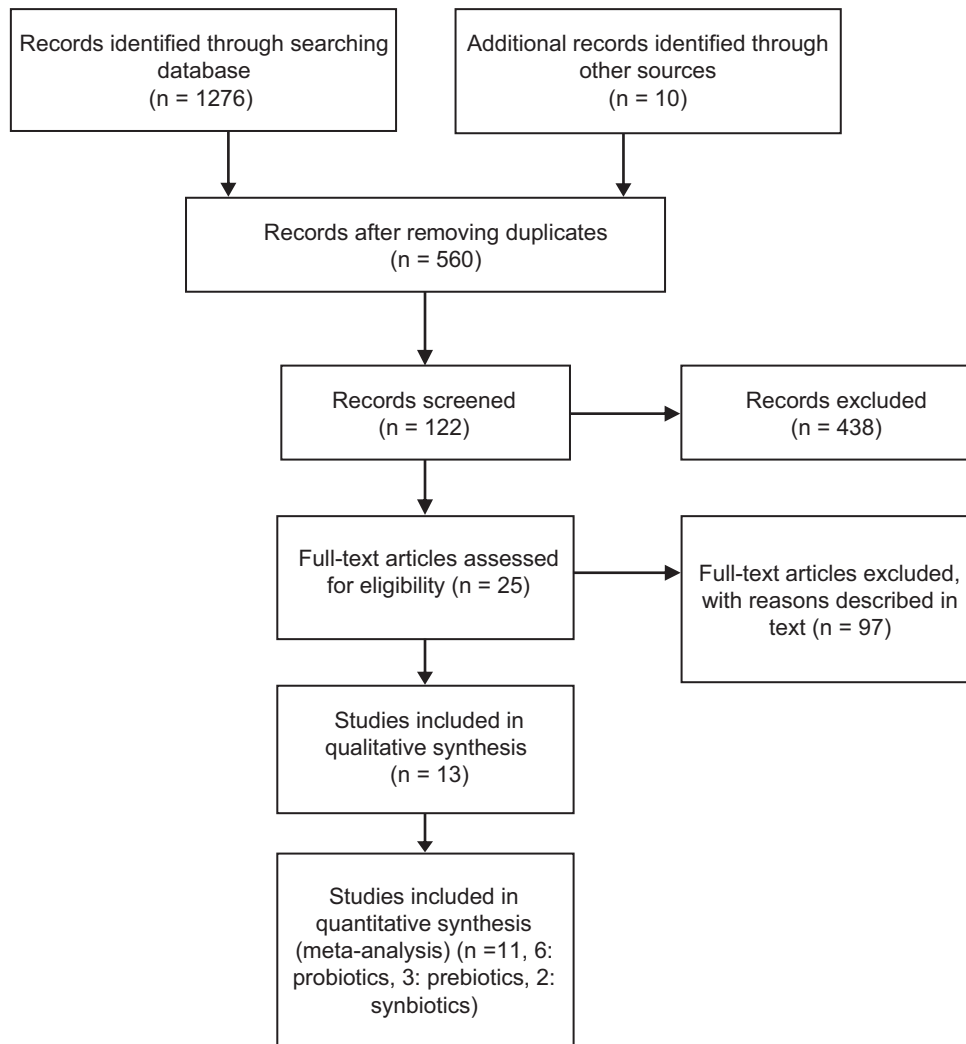 Records identified through searching
database
(n = 1276)
Additional records identified through
other sources
(n = 10)
Records after removing duplicates
(n = 560)
Records screened
(n = 122)
Records excluded
(n = 438)
Full-text articles assessed
for eligibility (n = 25)
Full-text articles excluded,
with reasons described in
text (n = 97)
Studies included in
qualitative synthesis
(n = 13)
Studies included in
quantitative synthesis
(meta-analysis) (n =11, 6:
probiotics, 3: prebiotics, 2:
synbiotics)